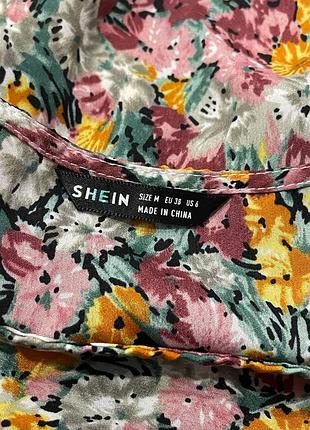 SHEIN
SIZE M EU 38 US 6
MADE IN CHINA